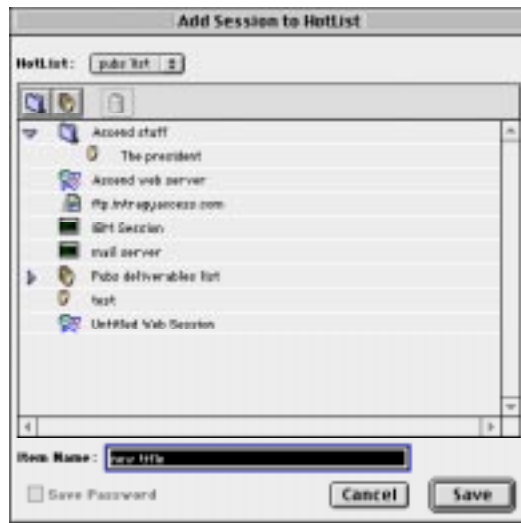 Add Session to HotList
HotList: pubs list
Ascend stuff
The president
Ascend web server
ftp.intragyaccess.com
IBM Session
mail server
Pubs deliverables list
test
Untitled Web Session
Item Name: new title
Save Password Cancel Save